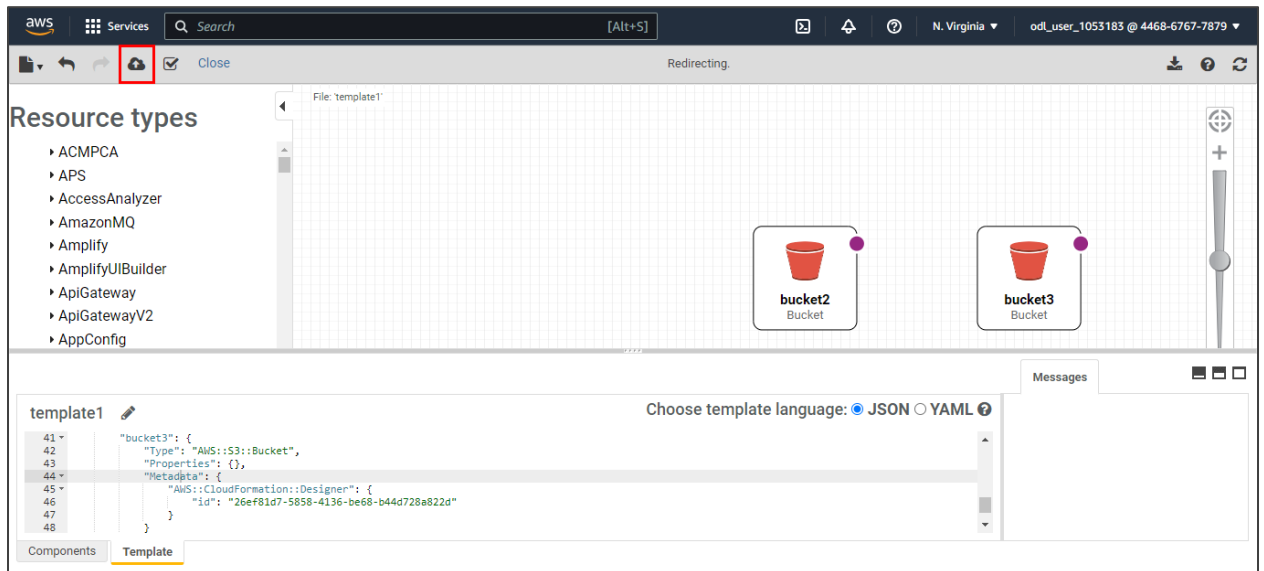 aws Services Search [Alt+S] N. Virginia ▼ odl_user_1053183 @ 4468-6767-7879 ▼
Close Redirecting.
File: 'template1'
Resource types
ACMPCA
APS
AccessAnalyzer
AmazonMQ
Amplify
AmplifyUIBuilder
ApiGateway
ApiGatewayV2
AppConfig
bucket2
Bucket
bucket3
Bucket
Messages
template1
Choose template language: JSON YAML
41 "bucket3": {
42 "Type": "AWS::S3::Bucket",
43 "Properties": {},
44 "Metadata": {
45 "AWS::CloudFormation::Designer": {
46 "id": "26ef81d7-5858-4136-be68-b44d728a822d"
47 }
48 }
Components Template